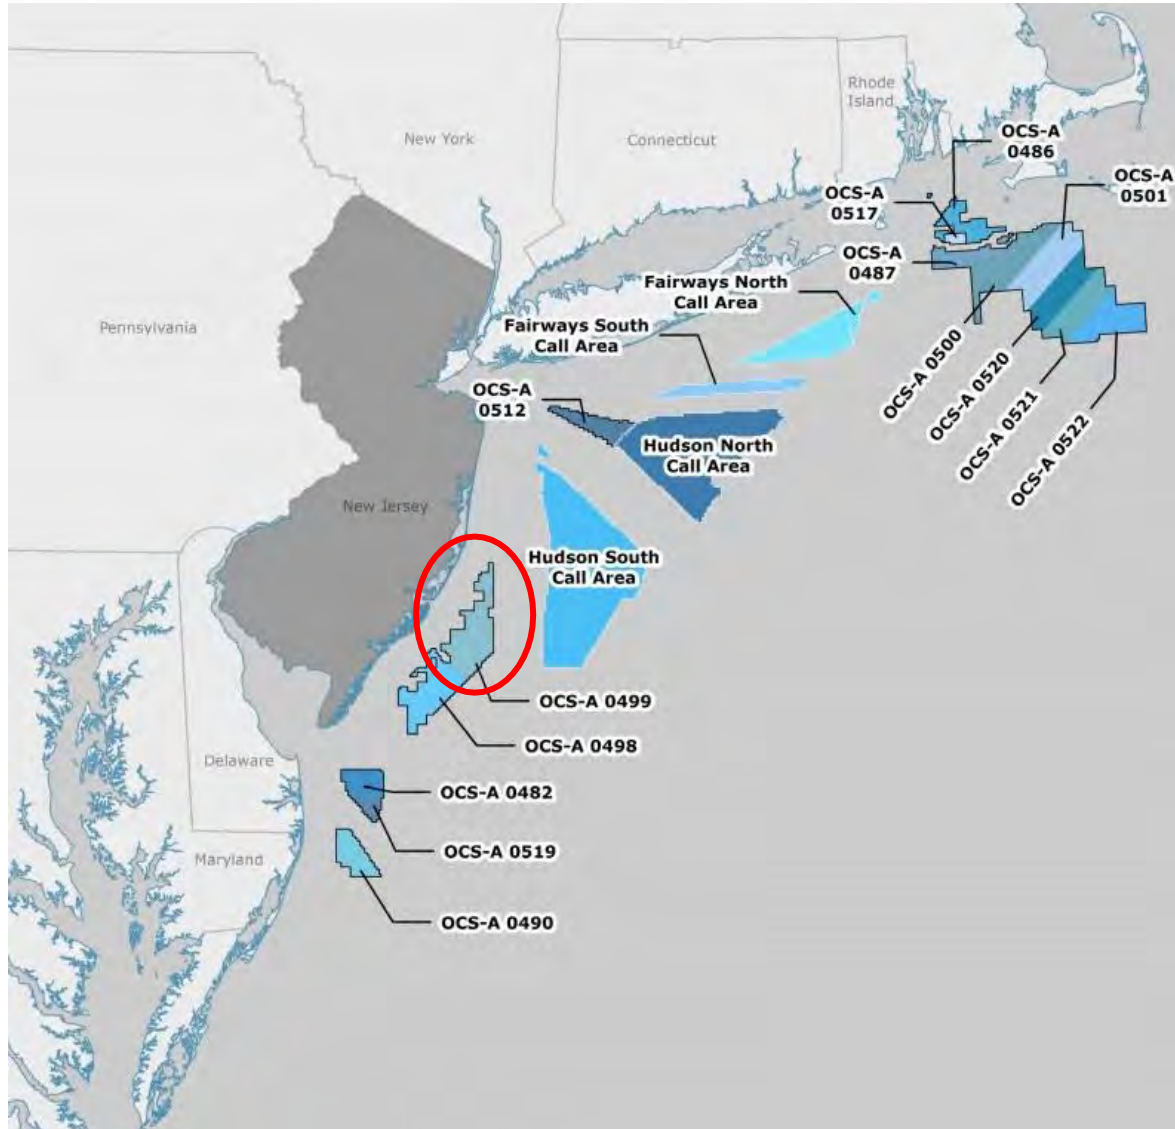 Rhode
Island
New York
Connecticut
OCS-A
0486
OCS-A
0501
OCS-A
0517
OCS-A
0487
Fairways North
Call Area
Pennsylvania
Fairways South
Call Area
OCS-A 0500
OCS-A 0520
OCS-A 0521
OCS-A 0522
OCS-A
0512
Hudson North
Call Area
New Jersey
Hudson South
Call Area
OCS-A 0499
OCS-A 0498
Delaware
OCS-A 0482
OCS-A 0519
Maryland
OCS-A 0490